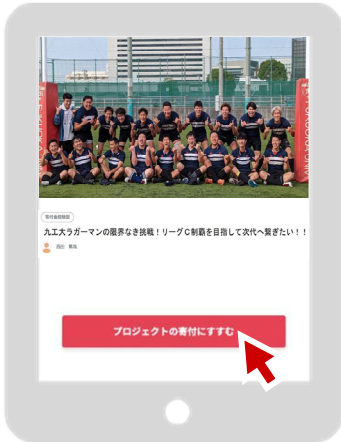 寄付金控除型
九工大ラガーマンの限界なき挑戦！リーグC制覇を目指して次代へ繋ぎたい！！
プロジェクトの寄付にすすむ